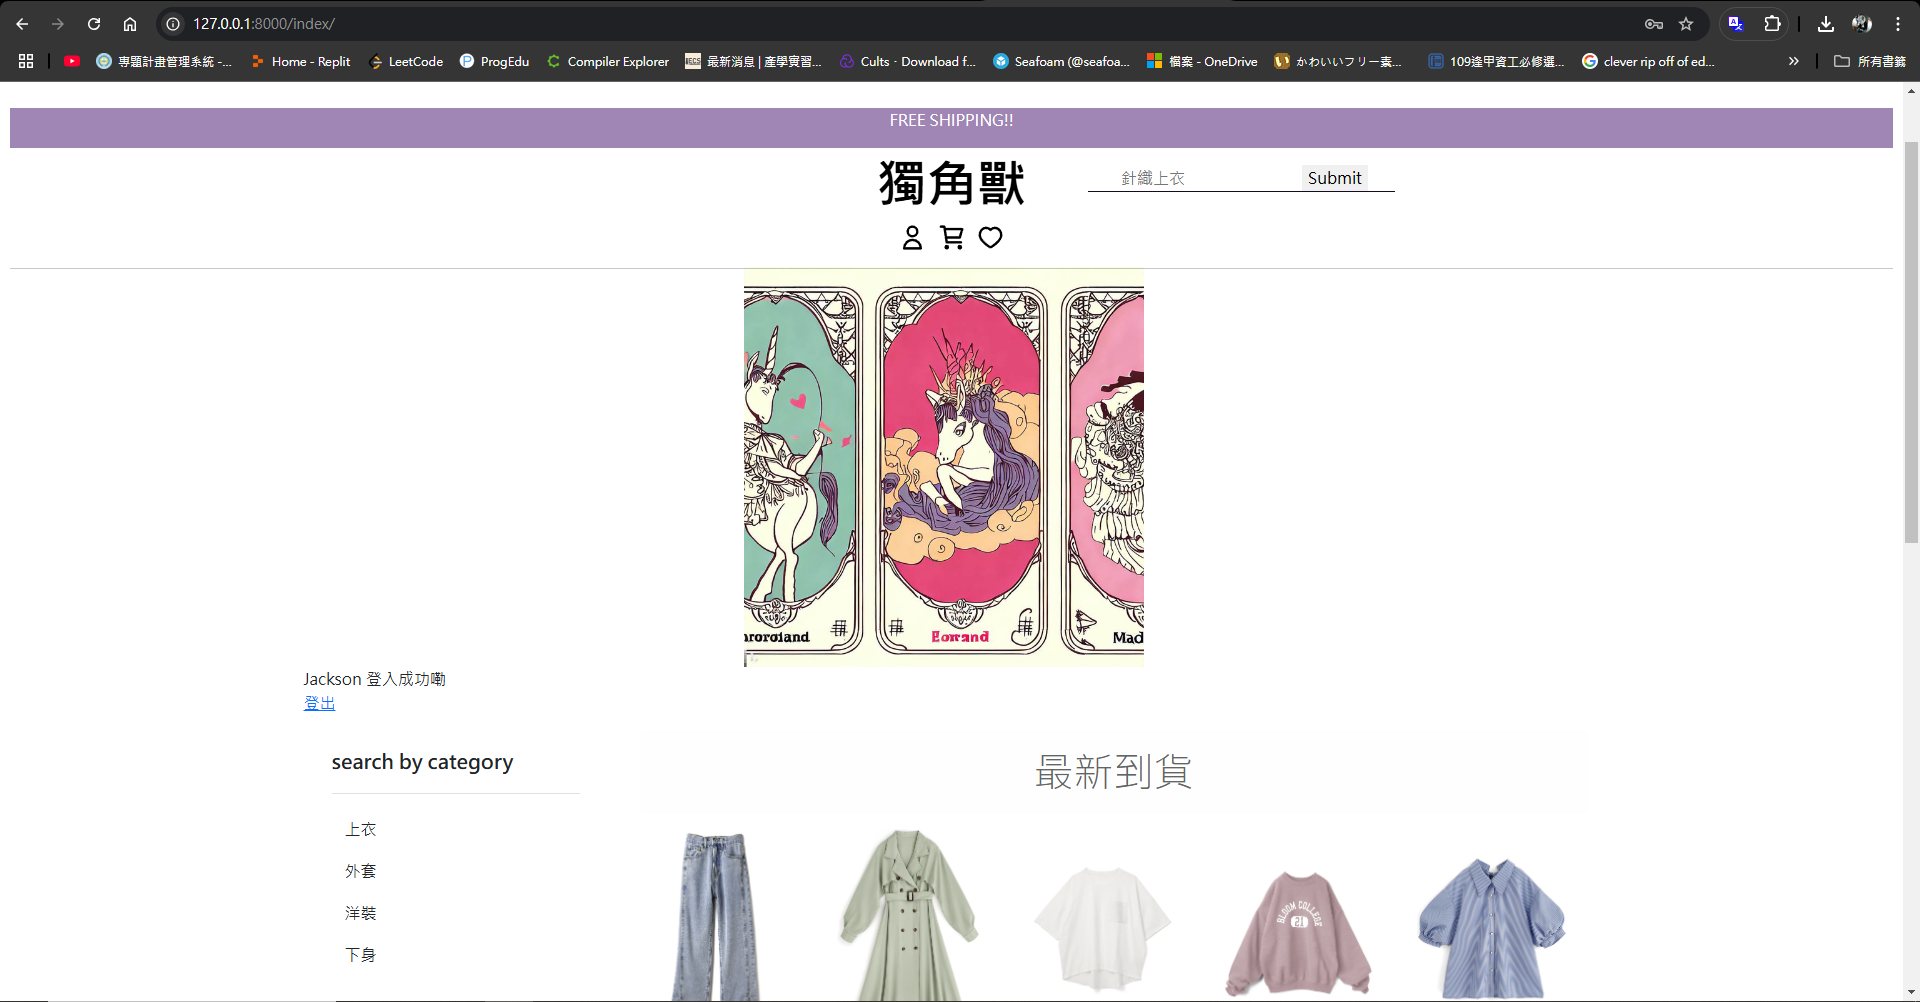 127.0.0.1:8000/index/
專題計畫管理系統 -...
Home - Replit
LeetCode
ProgEdu
Compiler Explorer
最新消息 | 產學實習...
Cults · Download f...
Seafoam (@seafoa...
檔案 - OneDrive
かわいいフリー素...
109逢甲資工必修選...
clever rip off of ed...
所有書籤
FREE SHIPPING!!
獨角獸
針織上衣
Submit
Eorrand
Mad
Jackson 登入成功嘞
登出
search by category
最新到貨
上衣
外套
洋裝
下身
BLOOM COLLEGE
21